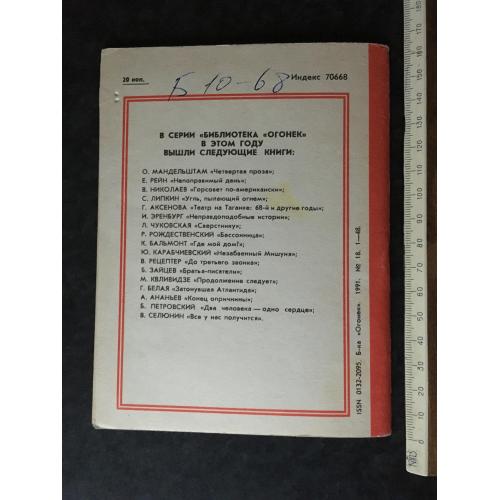 20 коп.
Б 10-68
Индекс 70668
В СЕРИИ «БИБЛИОТЕКА «ОГОНЕК»
В ЭТОМ ГОДУ
ВЫШЛИ СЛЕДУЮЩИЕ КНИГИ:
О. МАНДЕЛЬШТАМ «Четвертая проза»;
Е. РЕЙН «Непоправимый день»;
В. НИКОЛАЕВ «Горсовет по-американски»;
С. ЛИПКИН «Угль, пылающий огнем»;
Г. АКСЕНОВА «Театр на Таганке: 68-й и другие годы»;
И. ЭРЕНБУРГ «Неправдоподобные истории»;
Л. ЧУКОВСКАЯ «Сверстнику»;
Р. РОЖДЕСТВЕНСКИЙ «Бессонница»;
К. БАЛЬМОНТ «Где мой дом?»;
Ю. КАРАБЧИЕВСКИЙ «Незабвенный Мишуня»;
В. РЕЦЕПТЕР «До третьего звонка»;
Б. ЗАЙЦЕВ «Братья-писатели»;
М. КВЛИВИДЗЕ «Продолжение следует»;
Г. БЕЛАЯ «Затонувшая Атлантида»;
А. АНАНЬЕВ «Конец опричнины»;
Б. ПЕТРОВСКИЙ «Два человека — одно сердце»;
В. СЕЛЮНИН «Все у нас получится».
ISSN 0132-2095. Б-ка «Огонек». 1991. № 18. 1—48.